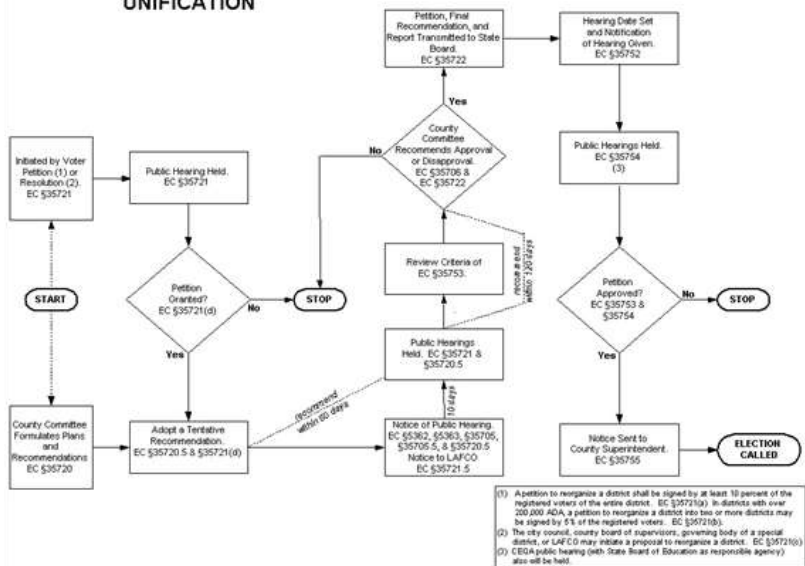 UNIFICATION
Initiated by Voter
Petition (1) or
Resolution (2).
EC §35721
Public Hearing Held.
EC §35721
START
Petition
Granted?
EC §35721(d)
No
STOP
Yes
County Committee
Formulates Plans
and
Recommendations
EC §35720
Adopt a Tentative
Recommendation.
EC §35720.5 & §35721(d)
recommend
within 60 days
Notice of Public Hearing.
EC §5362, §5363, §35705,
§35705.5, & §35720.5
Notice to LAFCO
EC §35721.5
10 days
Public Hearings
Held. EC §35721 &
§35720.5
recommend
within 120 days
Review Criteria of
EC §35753.
County
Committee
Recommends Approval
or Disapproval.
EC §35706 &
EC §35722
No
Yes
Petition, Final
Recommendation, and
Report Transmitted to State
Board.
EC §35722
Hearing Date Set
and Notification
of Hearing Given.
EC §35752
Public Hearings Held.
EC §35754
(3)
Petition
Approved?
EC §35753 &
§35754
No
STOP
Yes
Notice Sent to
County Superintendent.
EC §35755
ELECTION
CALLED
(1) A petition to reorganize a district shall be signed by at least 10 percent of the
registered voters of the entire district. EC §35721(a) In districts with over
200,000 ADA, a petition to reorganize a district into two or more districts may
be signed by 5% of the registered voters. EC §35721(b).
(2) The city council, county board of supervisors, governing body of a special
district, or LAFCO may initiate a proposal to reorganize a district. EC §35721(c)
(3) CEQA public hearing (with State Board of Education as responsible agency)
also will be held.